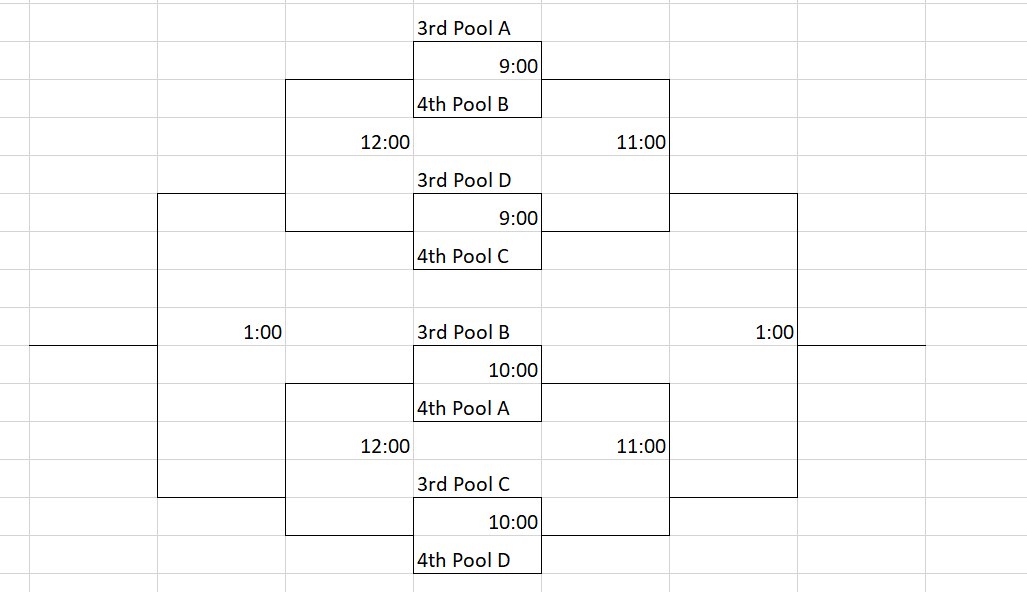 3rd Pool A
9:00
4th Pool B
12:00 11:00
3rd Pool D
9:00
4th Pool C
1:00 3rd Pool B 1:00
10:00
4th Pool A
12:00 11:00
3rd Pool C
10:00
4th Pool D